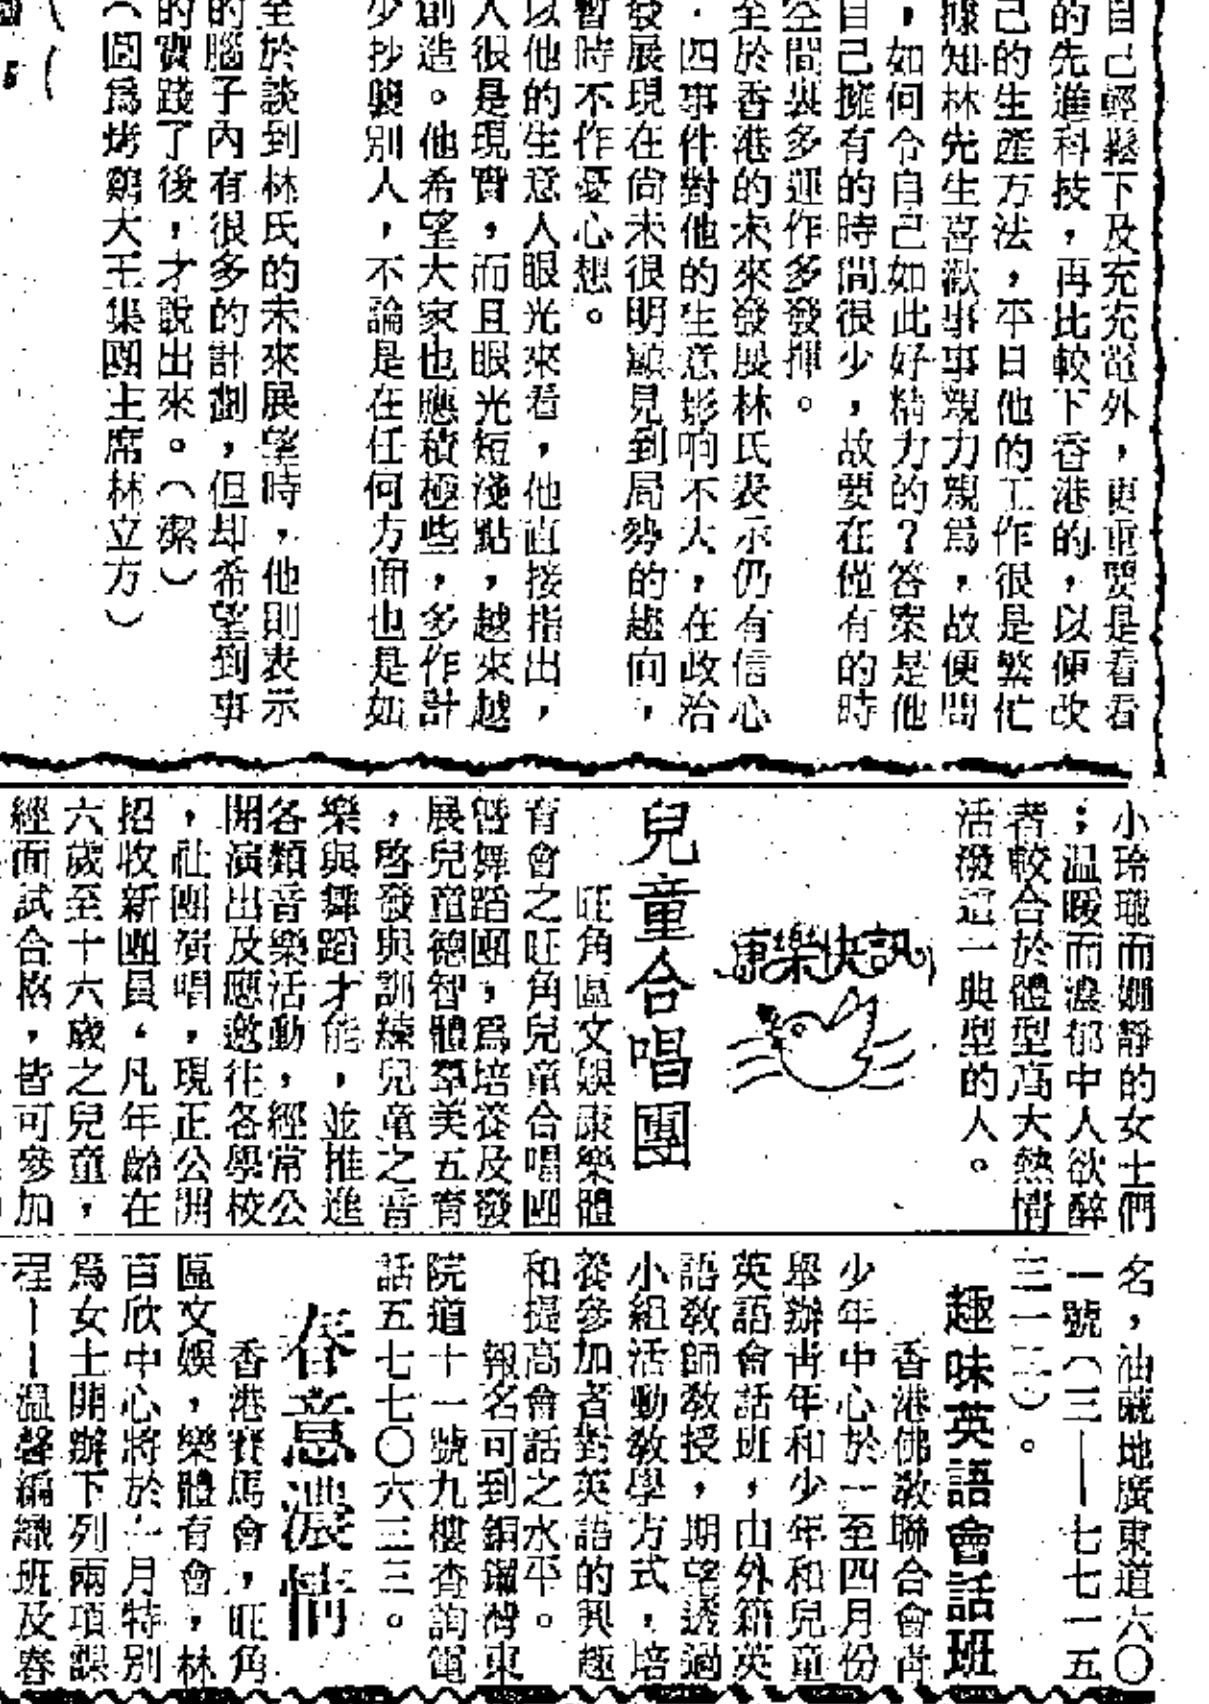 自己輕鬆下及充充電外，更重要是看看
的先進科技，再比較下香港的，以便改
己的生產方法，平日他的工作很是繁忙
據知林先生喜歡事事親力親爲，故便問
，如何令自己如此好精力的？答案是他
自己擁有的時間很少，故要在僅有的時
空間裏多運作多發揮。
至於香港的未來發展林氏表示仍有信心
．四事件對他的生意影响不大，在政治
發展現在尙未很明顯見到局勢的趨向，
暫時不作憂心想。
以他的生意人眼光來看，他直接指出，
人很是現實，而且眼光短淺點，越來越
創造。他希望大家也應積極些，多作計
少抄襲別人，不論是在任何方面也是如
至於談到林氏的未來展望時，他則表示
的腦子內有很多的計劃，但却希望到事
的實踐了後，才說出來。（潔）
（圖爲烤鷄大王集團主席林立方）
小玲瓏而嫻靜的女士們
；温暖而濃郁中人欲醉
者較合於體型高大熱情
活潑這一典型的人。
康樂快訊
兒童合唱團
旺角區文娛康樂體
育會之旺角兒童合唱團
暨舞蹈團，爲培養及發
展兒童德智體羣美五育
，啓發與訓練兒童之音
樂與舞蹈才能，並推進
各類音樂活動，經常公
開演出及應邀往各學校
，社團演唱，現正公開
招收新團員．凡年齡在
六歲至十六歲之兒童，
經面試合格，皆可參加
名，油蔴地廣東道六〇
一號（三——七七一五
三一三）。
趣味英語會話班
香港佛教聯合會靑
少年中心於一至四月份
舉辦靑年和少年和兒童
英語會話班，由外籍英
語教師教授，期望透過
小組活動教學方式，培
養參加者對英語的興趣
和提高會話之水平。
報名可到銅鑼灣東
院道十一號九樓查詢電
話五七七〇六三三。
春意濃情
香港賽馬會，旺角
區文娛，樂體育會，林
百欣中心將於一月特別
爲女士開辦下列兩項課
程——温馨編織班及春